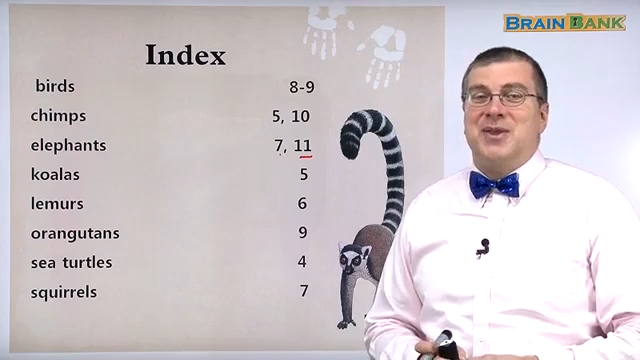 BRAIN BANK
Index
birds 8-9
chimps 5, 10
elephants 7, 11
koalas 5
lemurs 6
orangutans 9
sea turtles 4
squirrels 7